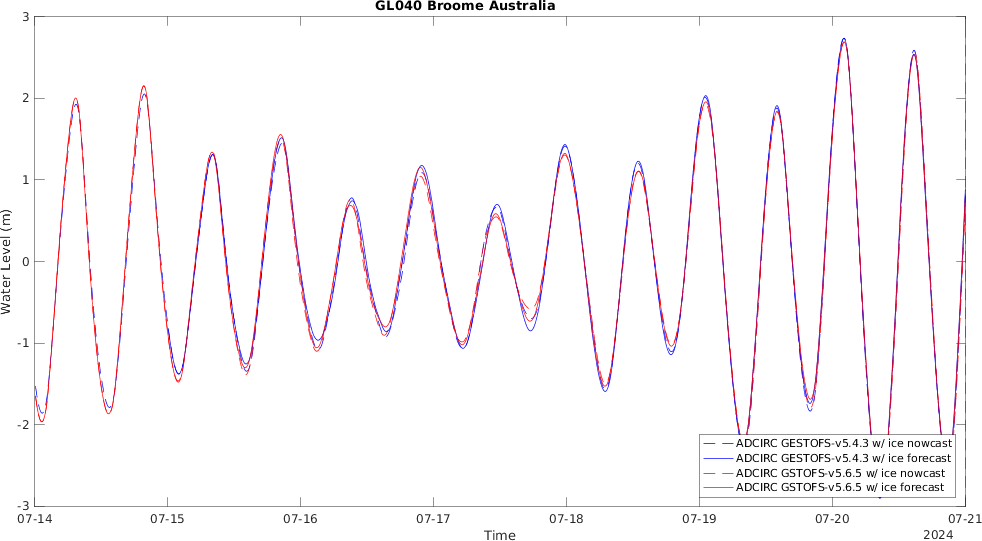 GL040 Broome Australia
3
2
1
0
-1
-2
-3
Water Level (m)
ADCIRC GESTOFS-v5.4.3 w/ ice nowcast
ADCIRC GESTOFS-v5.4.3 w/ ice forecast
ADCIRC GSTOFS-v5.6.5 w/ ice nowcast
ADCIRC GSTOFS-v5.6.5 w/ ice forecast
07-14 07-15 07-16 07-17 07-18 07-19 07-20 07-21
Time
2024